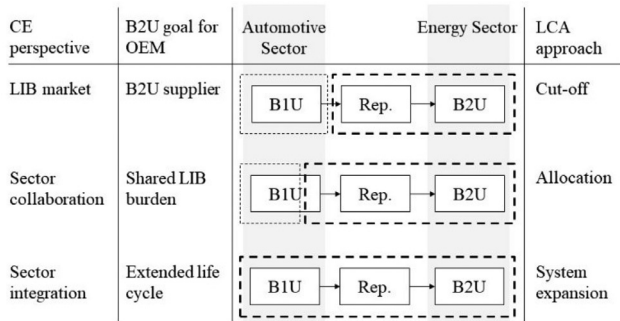 CE perspective
B2U goal for OEM
Automotive Sector
Energy Sector
LCA approach
LIB market
B2U supplier
B1U
Rep.
B2U
Cut-off
Sector collaboration
Shared LIB burden
B1U
Rep.
B2U
Allocation
Sector integration
Extended life cycle
B1U
Rep.
B2U
System expansion